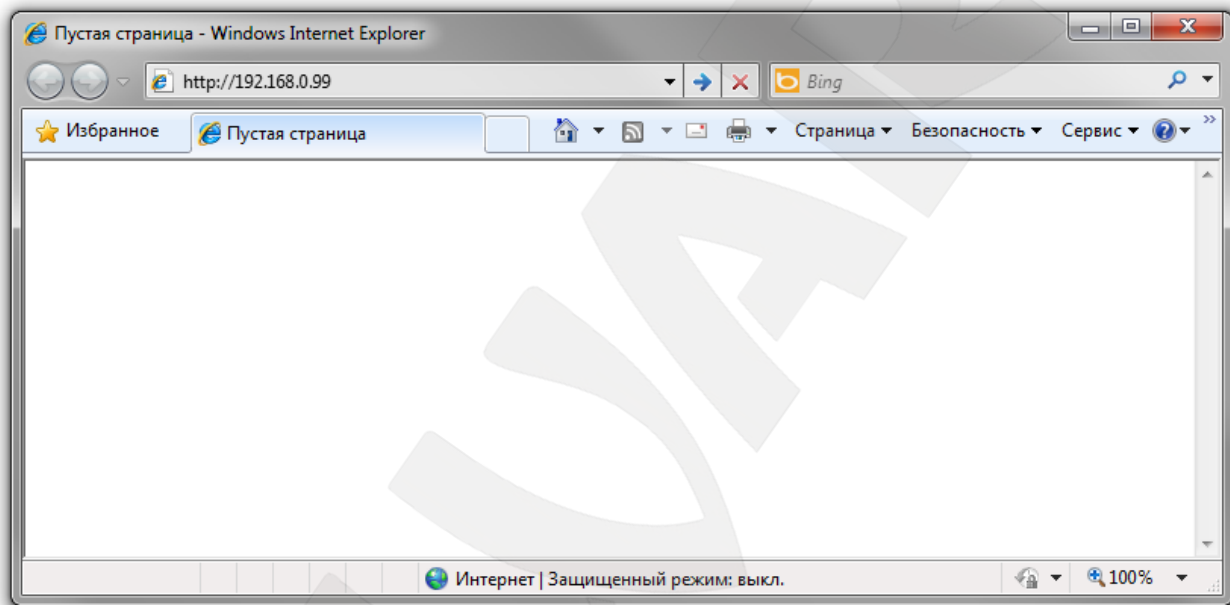 Пустая страница - Windows Internet Explorer
http://192.168.0.99
Bing
Избранное
Пустая страница
Страница
Безопасность
Сервис
Интернет | Защищенный режим: выкл.
100%